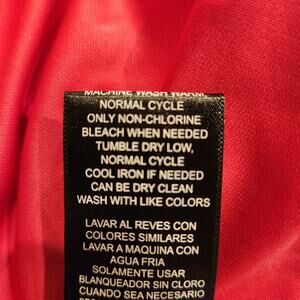 MACHINE WASH WARM
NORMAL CYCLE
ONLY NON-CHLORINE
BLEACH WHEN NEEDED
TUMBLE DRY LOW,
NORMAL CYCLE
COOL IRON IF NEEDED
CAN BE DRY CLEAN
WASH WITH LIKE COLORS
LAVAR AL REVES CON
COLORES SIMILARES
LAVAR A MAQUINA CON
AGUA FRIA
SOLAMENTE USAR
BLANQUEADOR SIN CLORO
CUANDO SEA NECESARIO